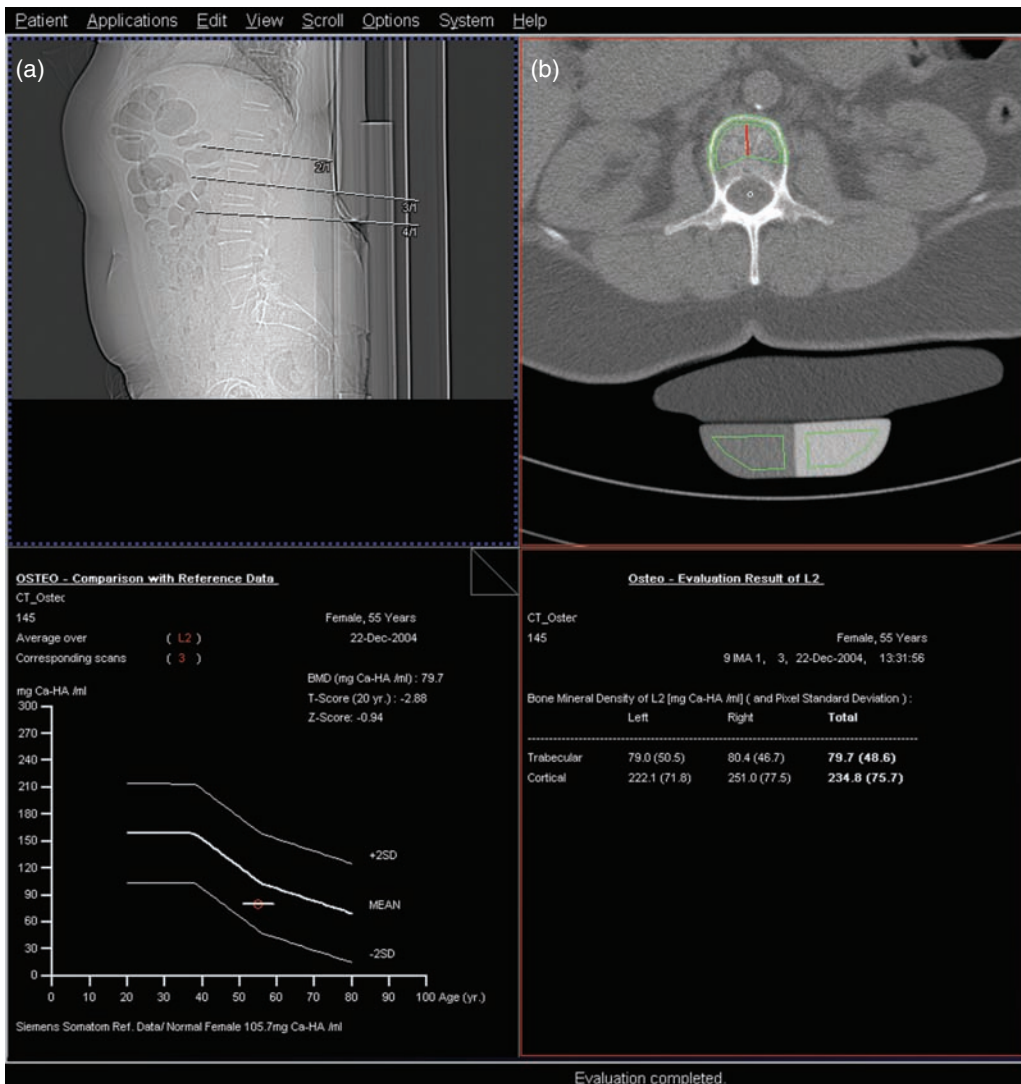 Patient Applications Edit View Scroll Options System Help
(a)
2/1
3/1
4/1
(b)
OSTEO - Comparison with Reference Data
CT_Ostec
145 Female, 55 Years
Average over ( L2 ) 22-Dec-2004
Corresponding scans ( 3 )
BMD (mg Ca-HA /ml) : 79.7
T-Score (20 yr.) : -2.88
Z-Score: -0.94
mg Ca-HA /ml
300
270
240
210
180
150
120
90
60
30
0
+2SD
MEAN
-2SD
0 10 20 30 40 50 60 70 80 90 100 Age (yr.)
Siemens Somatom Ref. Data/ Normal Female 105.7mg Ca-HA /ml
Osteo - Evaluation Result of L2
CT_Ostec
145 Female, 55 Years
9 IMA 1, 3, 22-Dec-2004, 13:31:56
Bone Mineral Density of L2 [mg Ca-HA /ml] ( and Pixel Standard Deviation ) :
Left Right Total
Trabecular 79.0 (50.5) 80.4 (46.7) 79.7 (48.6)
Cortical 222.1 (71.8) 251.0 (77.5) 234.8 (75.7)
Evaluation completed.